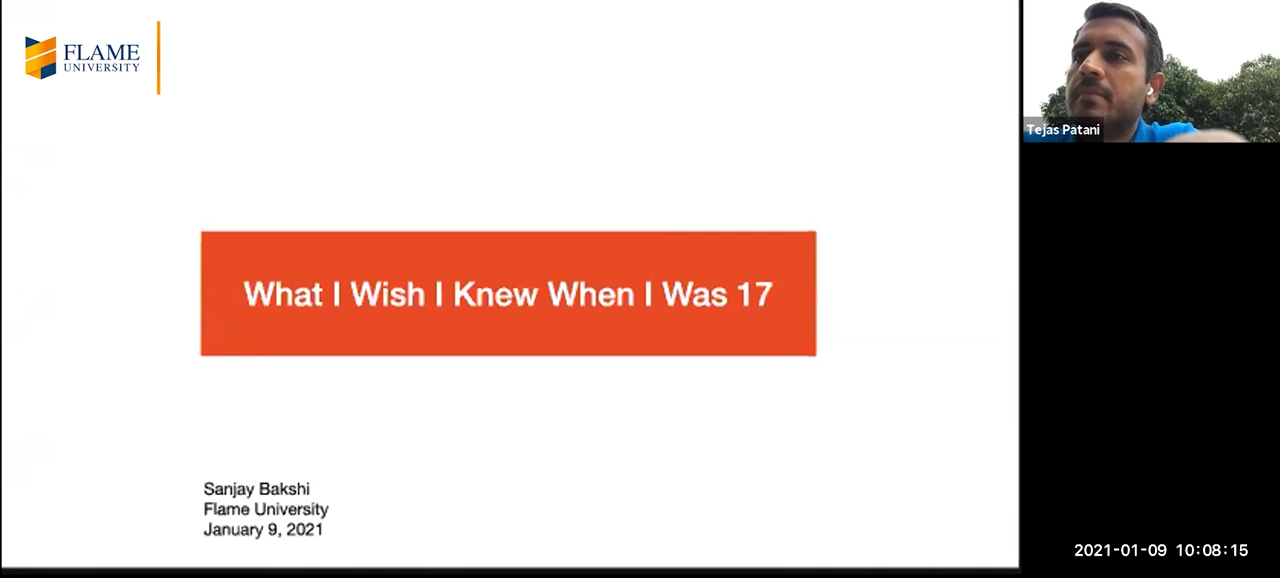 FLAME
UNIVERSITY
Tejas Patani
What I Wish I Knew When I Was 17
Sanjay Bakshi
Flame University
January 9, 2021
2021-01-09 10:08:15